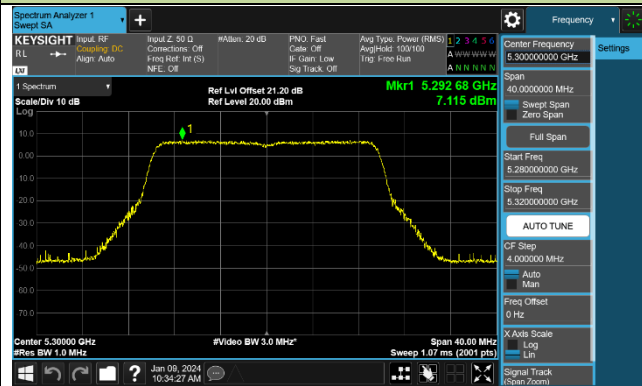 Spectrum Analyzer 1
Swept SA
Frequency
KEYSIGHT
RL
LXI
Input: RF
Coupling: DC
Align: Auto
Input Z: 50 Ω
Corrections: Off
Freq Ref: Int (S)
NFE: Off
#Atten: 20 dB
PNO: Fast
Gate: Off
IF Gain: Low
Sig Track: Off
Avg Type: Power (RMS)
Avg|Hold: 100/100
Trig: Free Run
1 2 3 4 5 6
A W W W W W
A N N N N N
1 Spectrum
Scale/Div 10 dB
Log
Ref Lvl Offset 21.20 dB
Ref Level 20.00 dBm
Mkr1 5.292 68 GHz
7.115 dBm
1
10.0
0.00
-10.0
-20.0
-30.0
-40.0
-50.0
-60.0
-70.0
Center 5.30000 GHz
#Res BW 1.0 MHz
#Video BW 3.0 MHz*
Span 40.00 MHz
Sweep 1.07 ms (2001 pts)
Jan 09, 2024
10:34:27 AM
Center Frequency
5.300000000 GHz
Span
40.0000000 MHz
Swept Span
Zero Span
Full Span
Start Freq
5.280000000 GHz
Stop Freq
5.320000000 GHz
AUTO TUNE
CF Step
4.000000 MHz
Auto
Man
Freq Offset
0 Hz
X Axis Scale
Log
Lin
Signal Track
(Span Zoom)
Settings